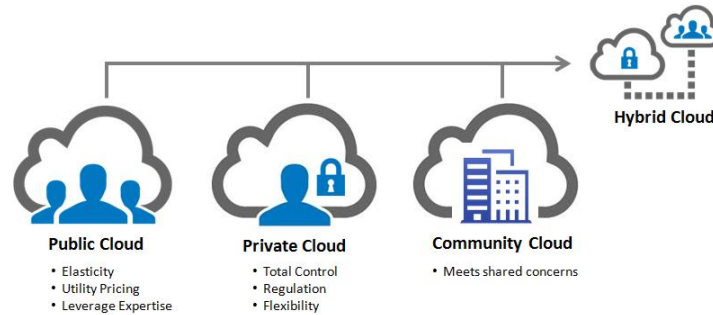 Hybrid Cloud
Public Cloud
• Elasticity
• Utility Pricing
• Leverage Expertise
Private Cloud
• Total Control
• Regulation
• Flexibility
Community Cloud
• Meets shared concerns